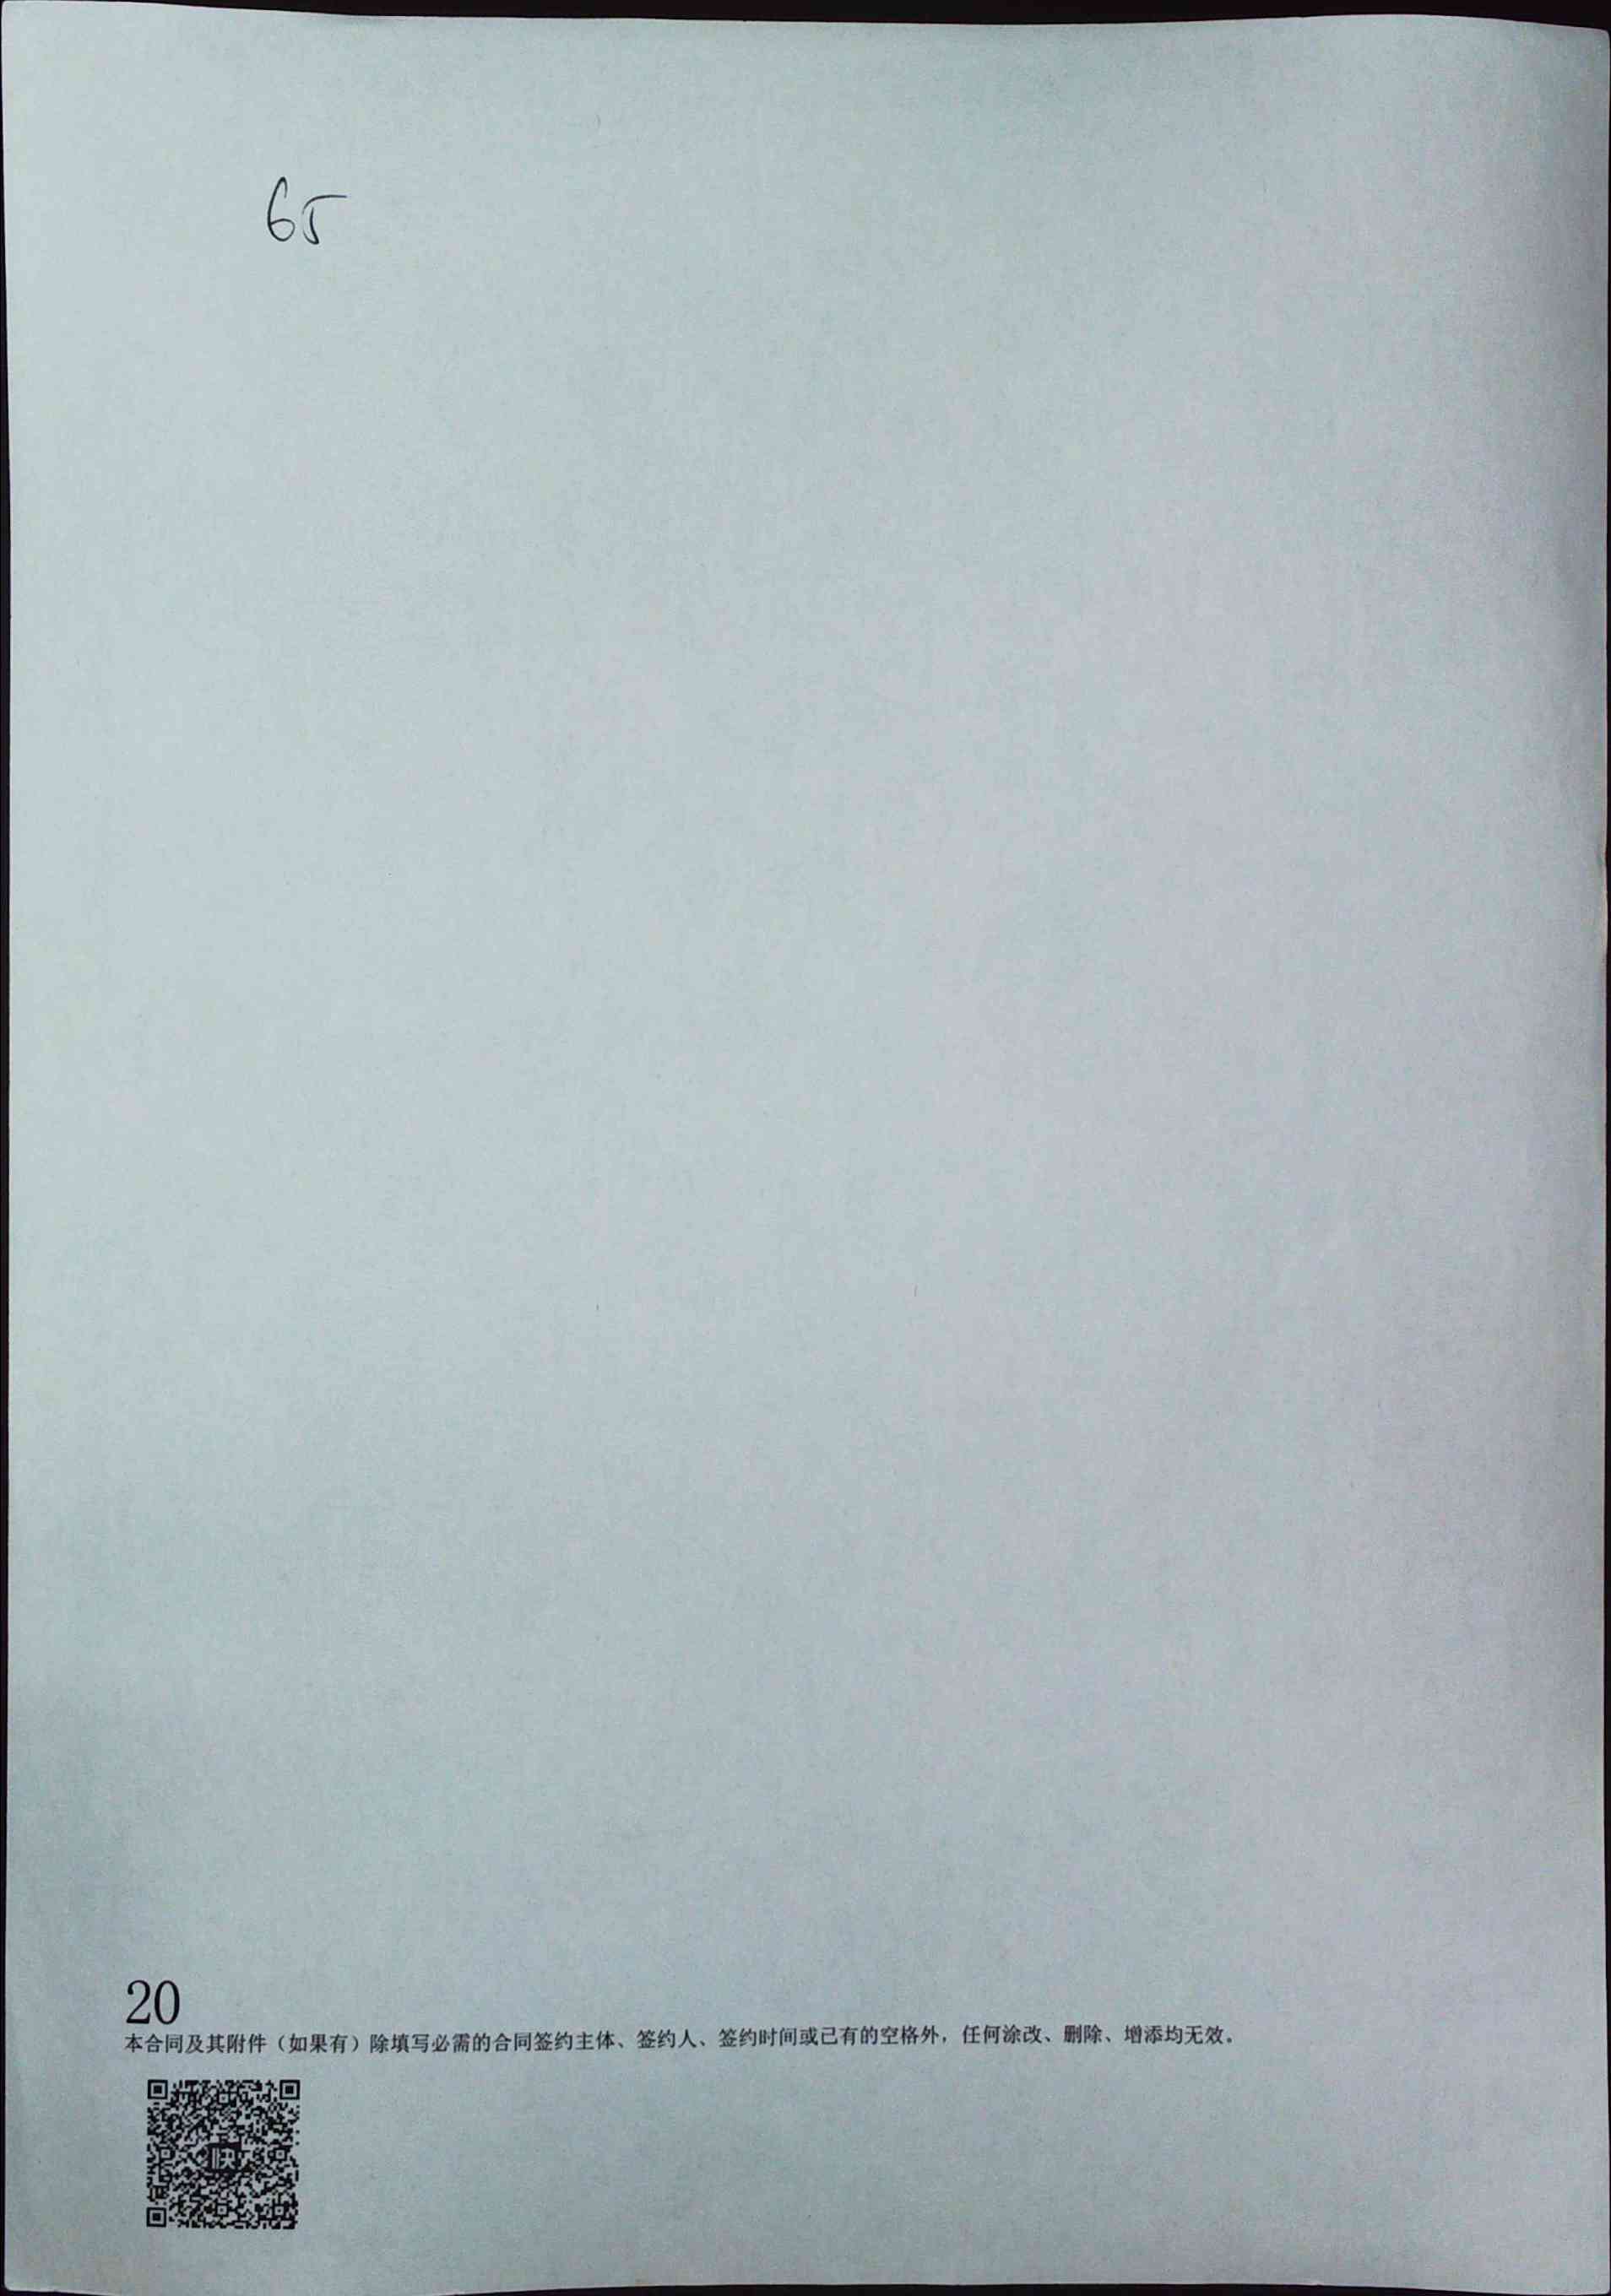 65
20
本合同及其附件（如果有）除填写必需的合同签约主体、签约人、签约时间或已有的空格外，任何涂改、删除、增添均无效。
快